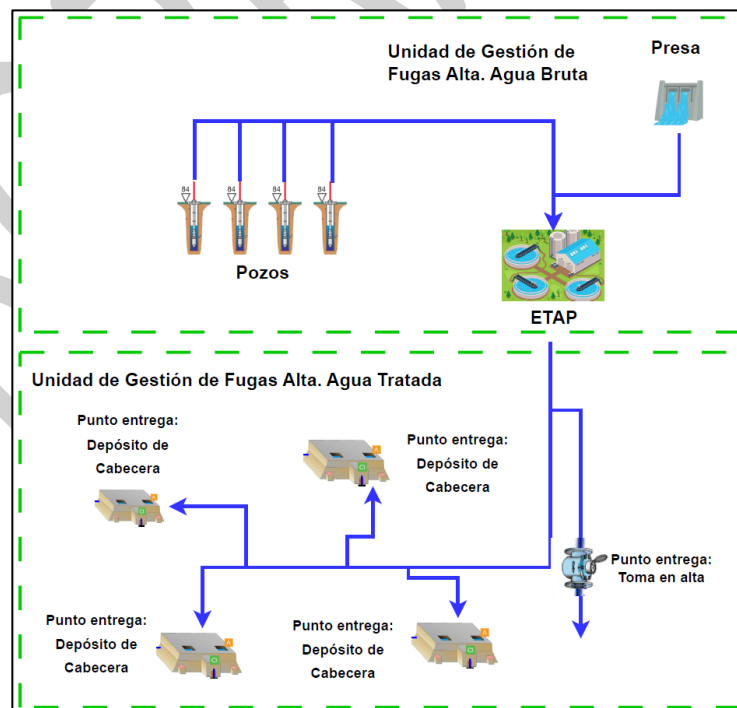 Unidad de Gestión de
Fugas Alta. Agua Bruta
Presa
84
84
84
84
Pozos
ETAP
Unidad de Gestión de Fugas Alta. Agua Tratada
Punto entrega:
Depósito de
Cabecera
A
Punto entrega:
Depósito de
Cabecera
A
Punto entrega:
Toma en alta
Punto entrega:
Depósito de
Cabecera
A
Punto entrega:
Depósito de
Cabecera
A